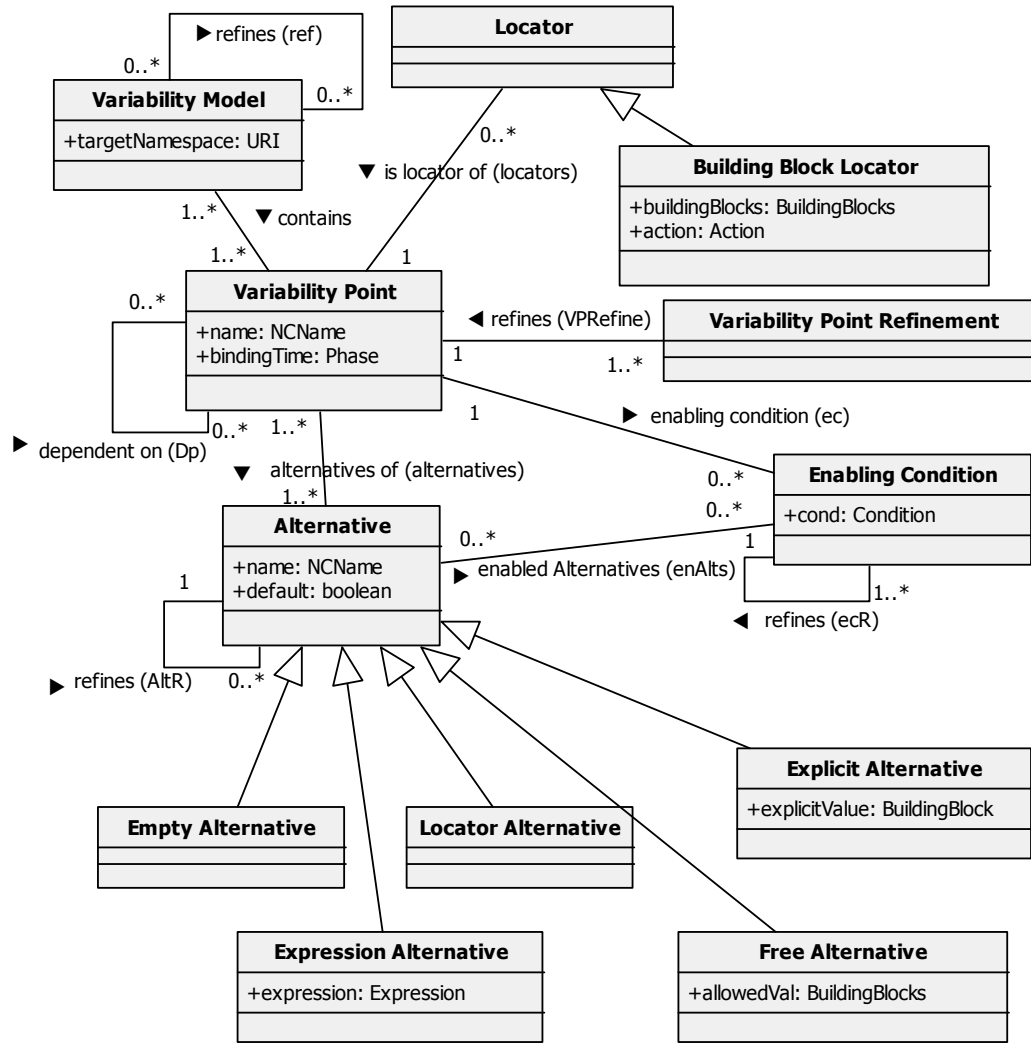 Locator
▶ refines (ref)
0..*
Variability Model
0..*
+targetNamespace: URI
0..*
Building Block Locator
▼ is locator of (locators)
+buildingBlocks: BuildingBlocks
+action: Action
1..*
▼ contains
1..*
1
Variability Point
0..*
+name: NCName
+bindingTime: Phase
◀ refines (VPRefine)
Variability Point Refinement
1
1..*
1
▶ enabling condition (ec)
0..*
1..*
▶ dependent on (Dp)
▼ alternatives of (alternatives)
0..*
Enabling Condition
1..*
0..*
+cond: Condition
Alternative
0..*
+name: NCName
+default: boolean
▶ enabled Alternatives (enAlts)
1
1
1..*
◀ refines (ecR)
▶ refines (AltR)
0..*
Explicit Alternative
+explicitValue: BuildingBlock
Empty Alternative
Locator Alternative
Expression Alternative
+expression: Expression
Free Alternative
+allowedVal: BuildingBlocks